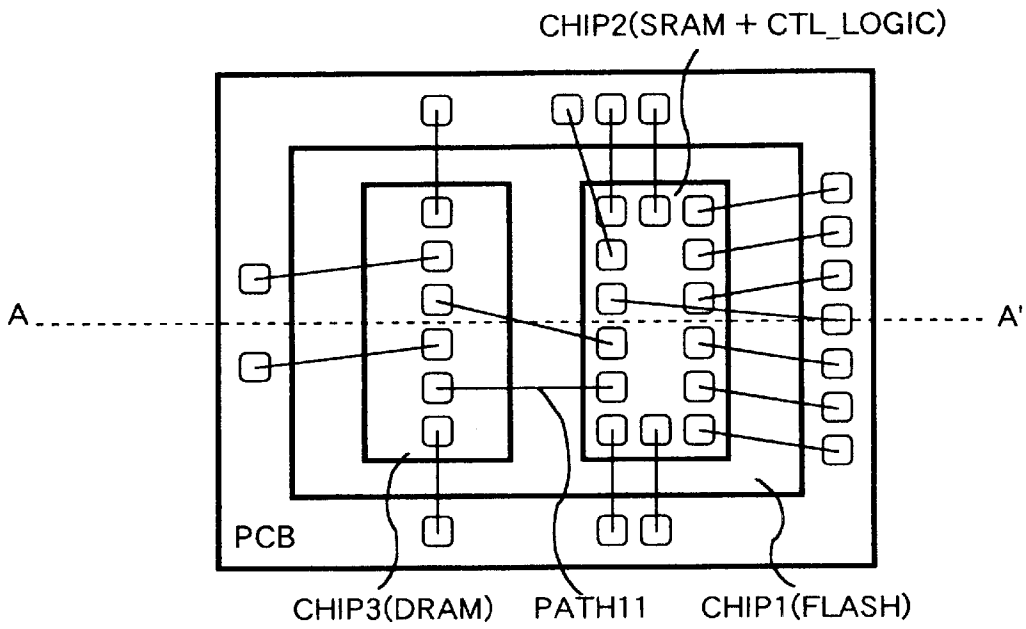 CHIP2(SRAM + CTL_LOGIC)
A
A'
PCB
CHIP3(DRAM)
PATH11
CHIP1(FLASH)